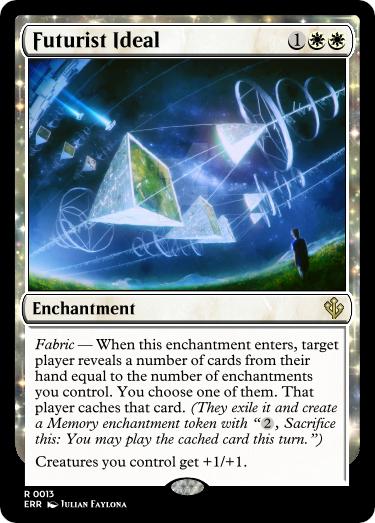 Futurist Ideal 1
Enchantment
Fabric — When this enchantment enters, target
player reveals a number of cards from their
hand equal to the number of enchantments
you control. You choose one of them. That
player caches that card. (They exile it and create
a Memory enchantment token with “2, Sacrifice
this: You may play the cached card this turn.”)
Creatures you control get +1/+1.
R 0013
ERR Julian Faylona